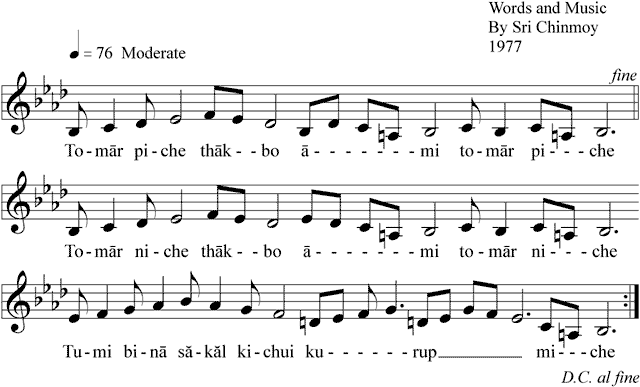 Words and Music
By Sri Chinmoy
1977
= 76 Moderate
fine
To-mār pi-che thāk--bo ā-----mi to-mār pi---che
To-mār ni-che thāk--bo ā-----mi to-mār ni---che
Tu-mi bi-nā să-kăl ki-chui ku------rup mi---che
D.C. al fine